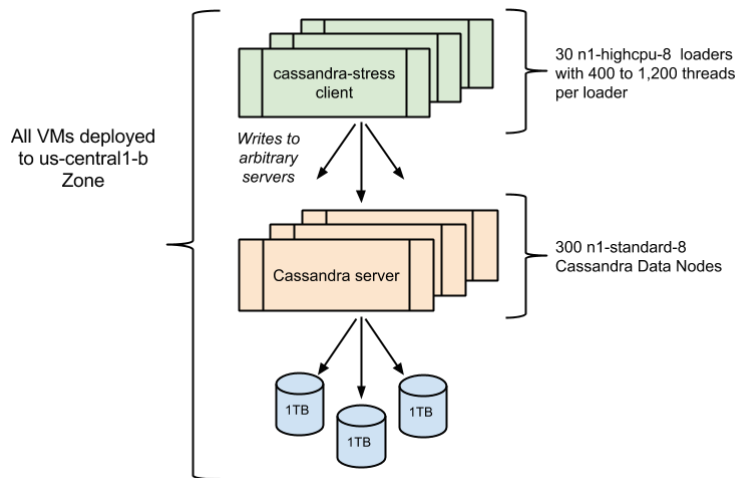 cassandra-stress
client
30 n1-highcpu-8 loaders
with 400 to 1,200 threads
per loader
All VMs deployed
to us-central1-b
Zone
Writes to
arbitrary
servers
Cassandra server
300 n1-standard-8
Cassandra Data Nodes
1TB
1TB
1TB